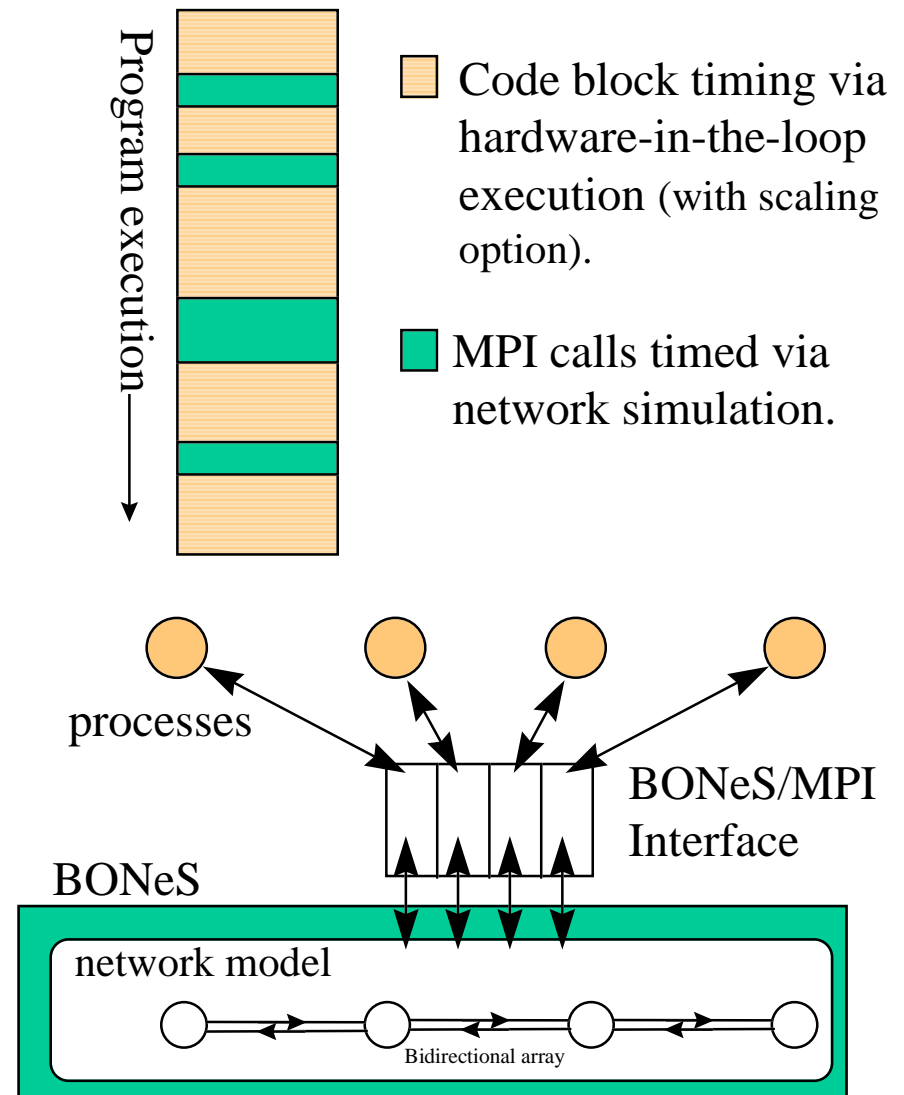 Program execution
Code block timing via
hardware-in-the-loop
execution (with scaling
option).
MPI calls timed via
network simulation.
processes
BONeS/MPI
Interface
BONeS
network model
Bidirectional array